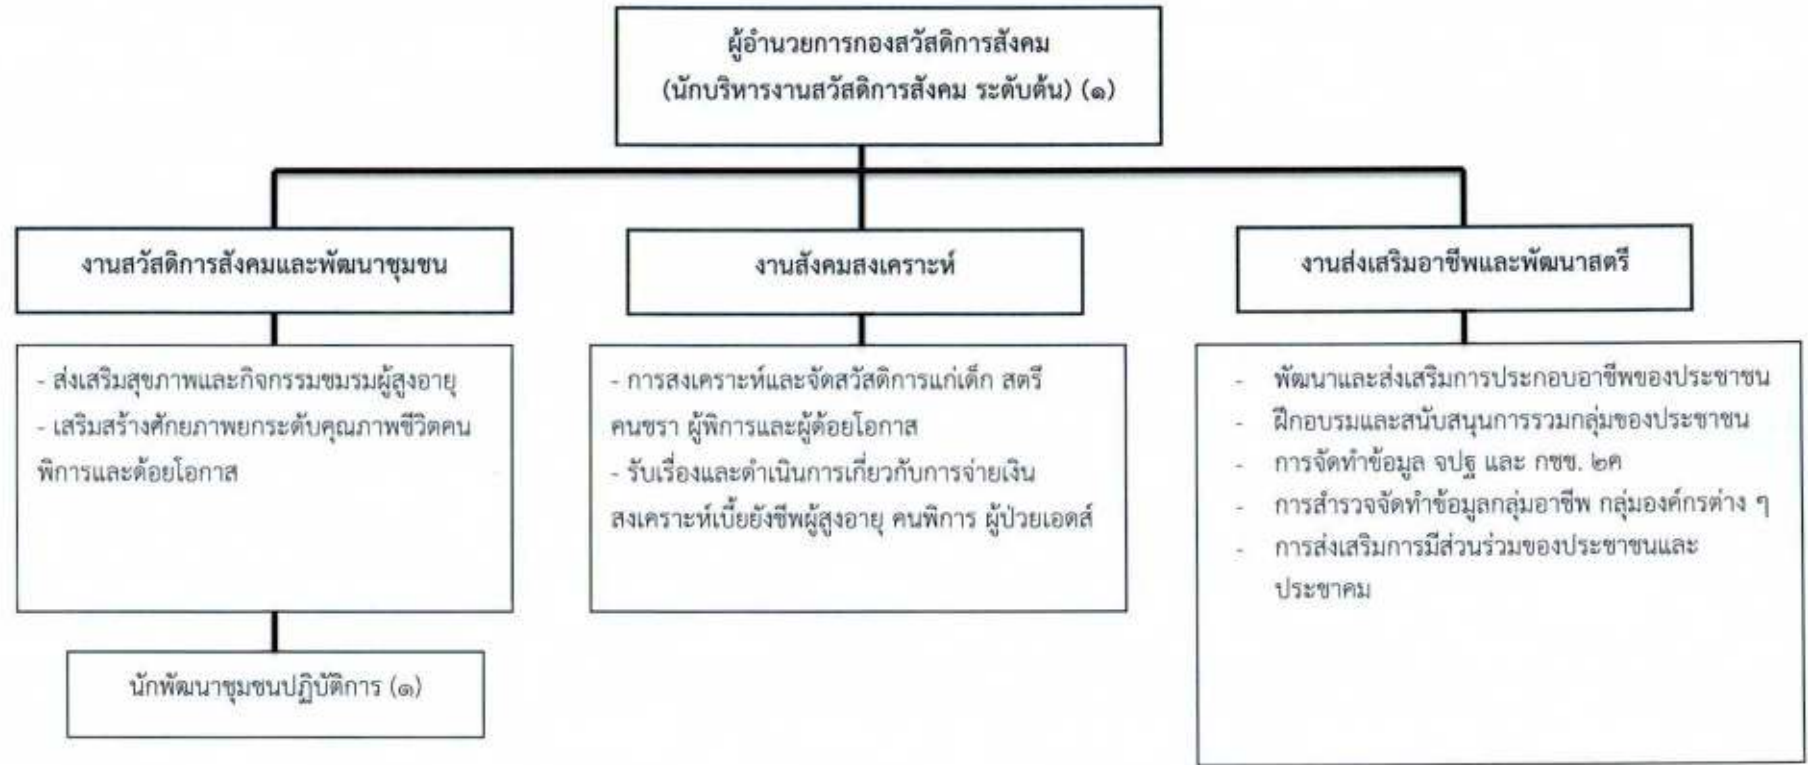 ผู้อำนวยการกองสวัสดิการสังคม
(นักบริหารงานสวัสดิการสังคม ระดับต้น) (๑)
งานสวัสดิการสังคมและพัฒนาชุมชน
- ส่งเสริมสุขภาพและกิจกรรมชมรมผู้สูงอายุ
- เสริมสร้างศักยภาพยกระดับคุณภาพชีวิตคน
พิการและด้อยโอกาส
นักพัฒนาชุมชนปฏิบัติการ (๑)
งานสังคมสงเคราะห์
- การสงเคราะห์และจัดสวัสดิการแก่เด็ก สตรี
คนชรา ผู้พิการและผู้ด้อยโอกาส
- รับเรื่องและดำเนินการเกี่ยวกับการจ่ายเงิน
สงเคราะห์เบี้ยยังชีพผู้สูงอายุ คนพิการ ผู้ป่วยเอดส์
งานส่งเสริมอาชีพและพัฒนาสตรี
- พัฒนาและส่งเสริมการประกอบอาชีพของประชาชน
- ฝึกอบรมและสนับสนุนการรวมกลุ่มของประชาชน
- การจัดทำข้อมูล จปฐ และ กชช. ๒ค
- การสำรวจจัดทำข้อมูลกลุ่มอาชีพ กลุ่มองค์กรต่าง ๆ
- การส่งเสริมการมีส่วนร่วมของประชาชนและ
ประชาคม